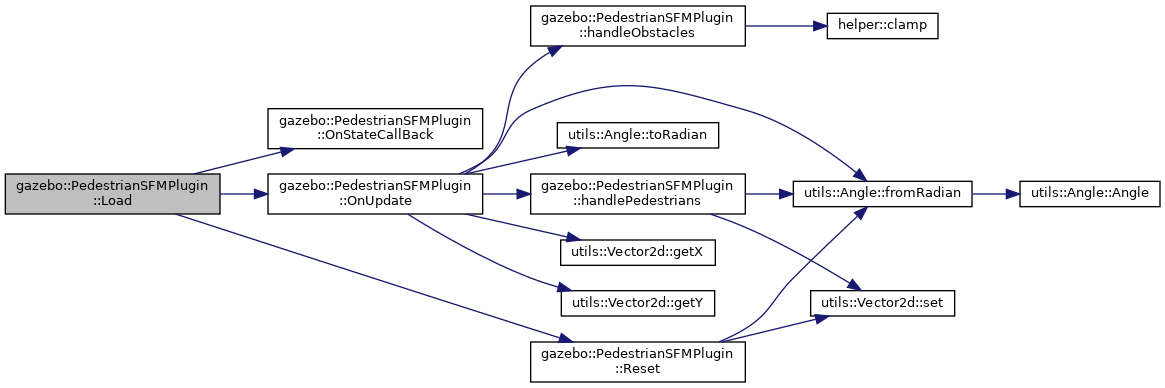 gazebo::PedestrianSFMPlugin
::Load
gazebo::PedestrianSFMPlugin
::OnStateCallBack
gazebo::PedestrianSFMPlugin
::OnUpdate
gazebo::PedestrianSFMPlugin
::handleObstacles
helper::clamp
utils::Angle::toRadian
gazebo::PedestrianSFMPlugin
::handlePedestrians
utils::Angle::fromRadian
utils::Angle::Angle
utils::Vector2d::getX
utils::Vector2d::getY
utils::Vector2d::set
gazebo::PedestrianSFMPlugin
::Reset